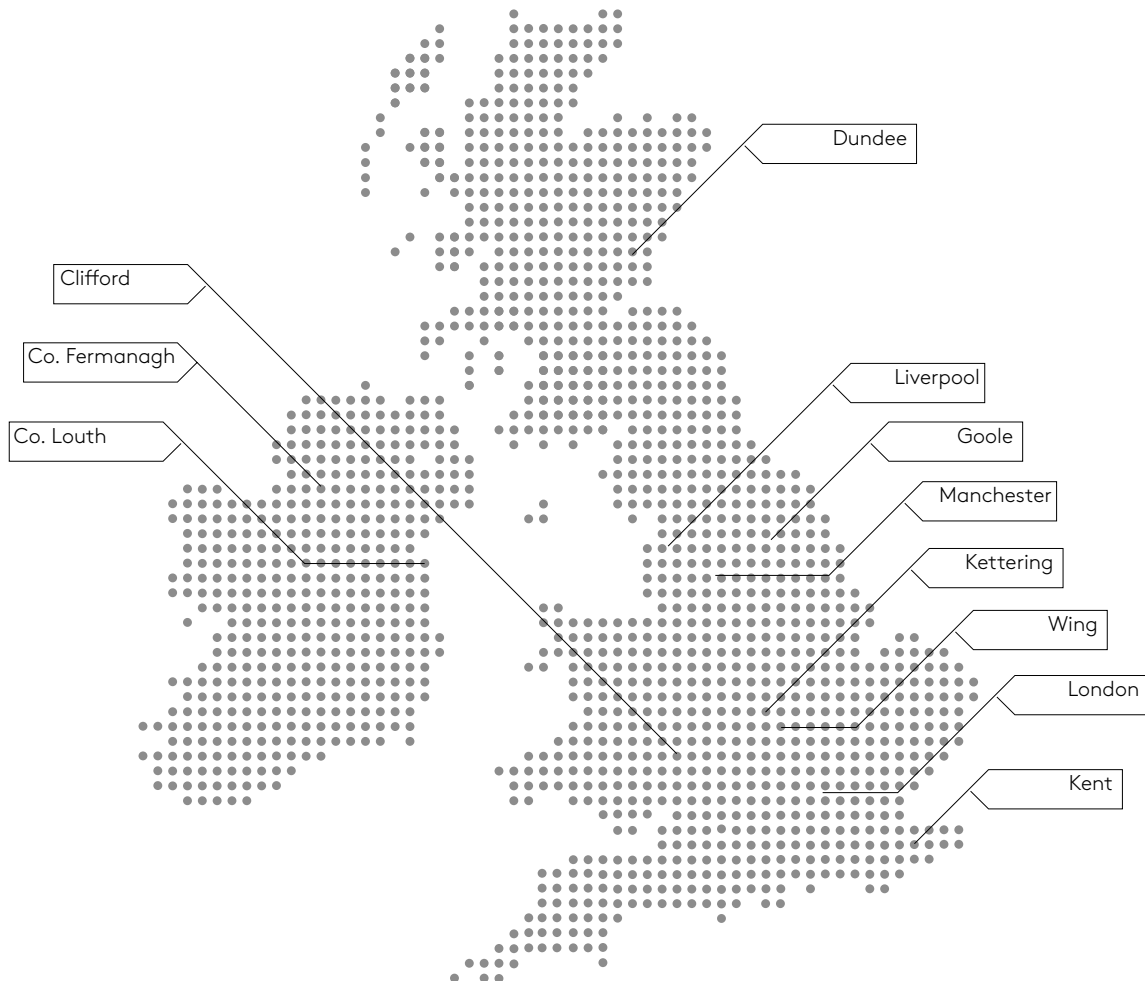 Dundee
Clifford
Co. Fermanagh
Liverpool
Co. Louth
Goole
Manchester
Kettering
Wing
London
Kent